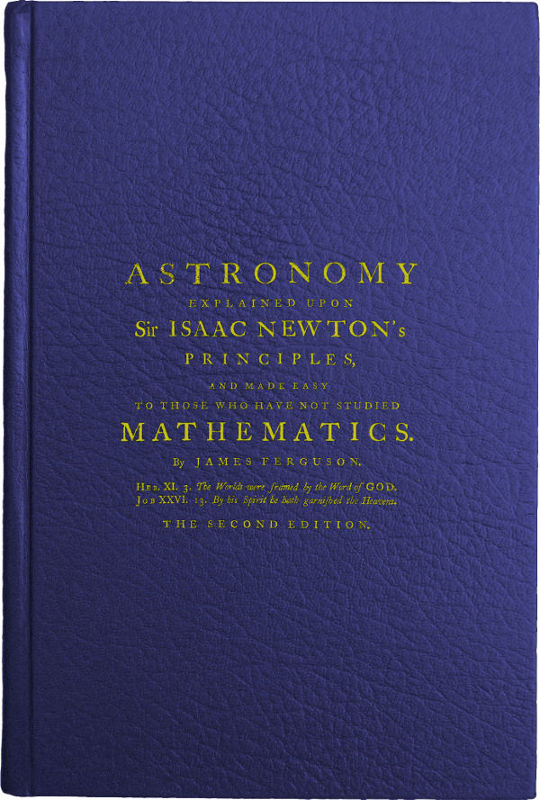 ASTRONOMY
EXPLAINED UPON
Sir ISAAC NEWTON's
PRINCIPLES,
AND MADE EASY
TO THOSE WHO HAVE NOT STUDIED
MATHEMATICS.
By JAMES FERGUSON.
HEB. XI. 3. The Worlds were framed by the Word of GOD.
JOB XXVI. 13. By his Spirit he hath garniſhed the Heavens.
THE SECOND EDITION.